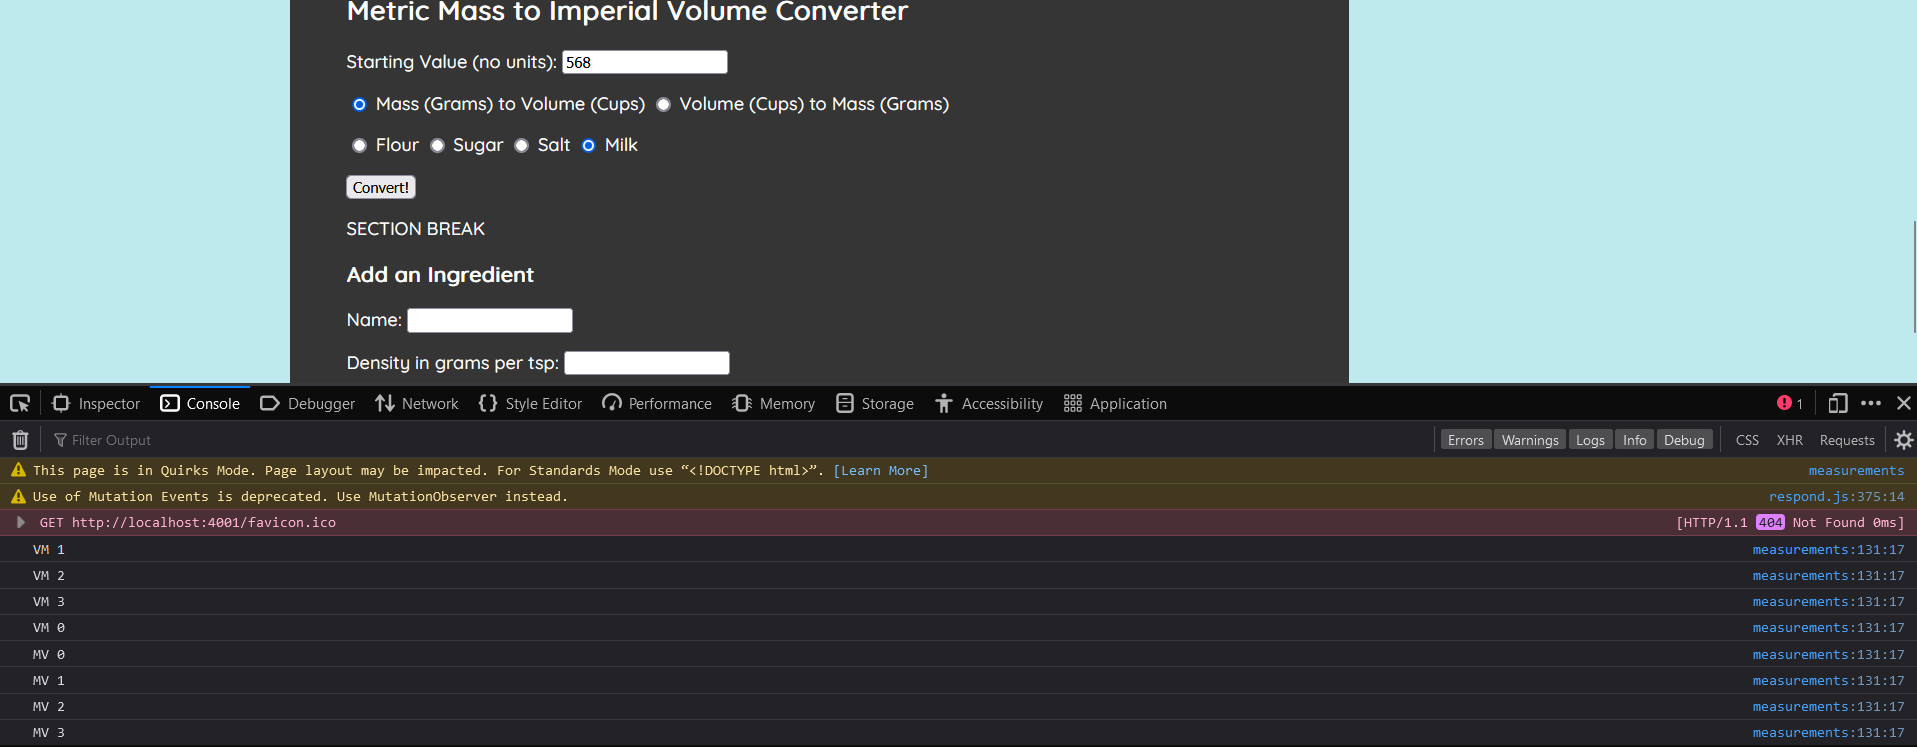 Metric Mass to Imperial Volume Converter
Starting Value (no units): 568
Mass (Grams) to Volume (Cups) Volume (Cups) to Mass (Grams)
Flour Sugar Salt Milk
Convert!
SECTION BREAK
Add an Ingredient
Name:
Density in grams per tsp:
Inspector Console Debugger Network Style Editor Performance Memory Storage Accessibility Application 1
Filter Output Errors Warnings Logs Info Debug CSS XHR Requests
This page is in Quirks Mode. Page layout may be impacted. For Standards Mode use “<!DOCTYPE html>”. [Learn More] measurements
Use of Mutation Events is deprecated. Use MutationObserver instead. respond.js:375:14
GET http://localhost:4001/favicon.ico [HTTP/1.1 404 Not Found 0ms]
VM 1 measurements:131:17
VM 2 measurements:131:17
VM 3 measurements:131:17
VM 0 measurements:131:17
MV 0 measurements:131:17
MV 1 measurements:131:17
MV 2 measurements:131:17
MV 3 measurements:131:17